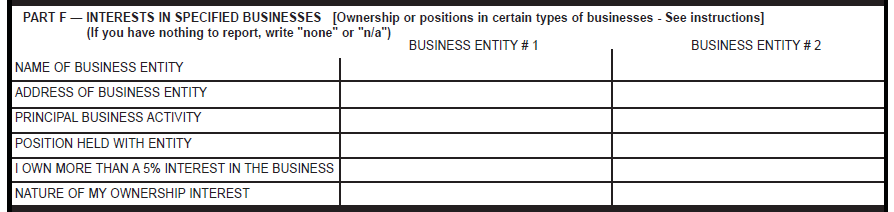 PART F — INTERESTS IN SPECIFIED BUSINESSES [Ownership or positions in certain types of businesses - See instructions]
(If you have nothing to report, write "none" or "n/a")
BUSINESS ENTITY # 1 BUSINESS ENTITY # 2
NAME OF BUSINESS ENTITY
ADDRESS OF BUSINESS ENTITY
PRINCIPAL BUSINESS ACTIVITY
POSITION HELD WITH ENTITY
I OWN MORE THAN A 5% INTEREST IN THE BUSINESS
NATURE OF MY OWNERSHIP INTEREST